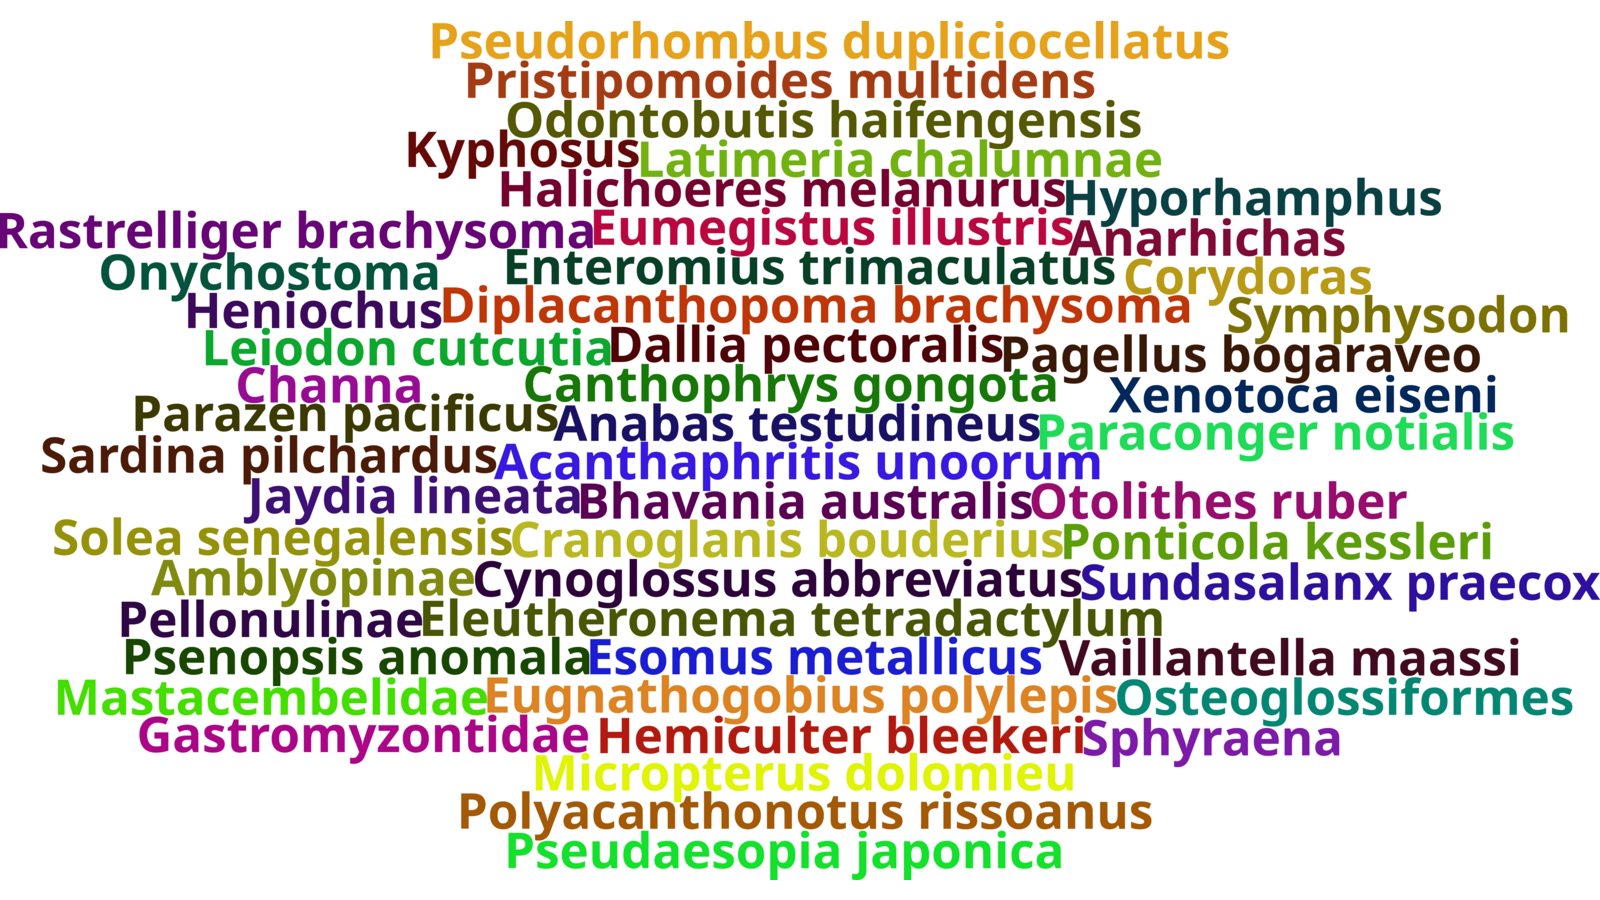 Pseudorhombus dupliciocellatus
Pristipomoides multidens
Odontobutis haifengensis
Kyphosus Latimeria chalumnae
Halichoeres melanurus Hyporhamphus
Rastrelliger brachysoma Eumegistus illustris Anarhichas
Onychostoma Enteromius trimaculatus Corydoras
Heniochus Diplacanthopoma brachysoma Symphysodon
Leiodon cutcutia Dallia pectoralis Pagellus bogaraveo
Channa Canthophrys gongota Xenotoca eiseni
Parazen pacificus Anabas testudineus Paraconger notialis
Sardina pilchardus Acanthaphritis unoorum
Jaydia lineata Bhavania australis Otolithes ruber
Solea senegalensis Cranoglanis bouderius Ponticola kessleri
Amblyopinae Cynoglossus abbreviatus Sundasalanx praecox
Pellonulinae Eleutheronema tetradactylum
Psenopsis anomala Esomus metallicus Vaillantella maassi
Mastacembelidae Eugnathogobius polylepis Osteoglossiformes
Gastromyzontidae Hemiculter bleekeri Sphyraena
Micropterus dolomieu
Polyacanthonotus rissoanus
Pseudaesopia japonica